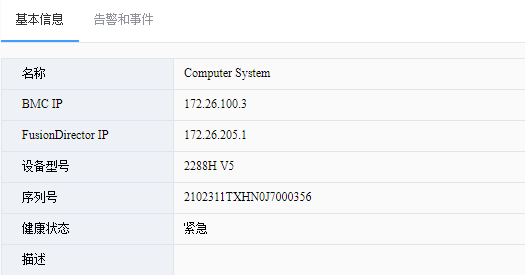 基本信息 告警和事件
名称 Computer System
BMC IP 172.26.100.3
FusionDirector IP 172.26.205.1
设备型号 2288H V5
序列号 2102311TXHN0J7000356
健康状态 紧急
描述